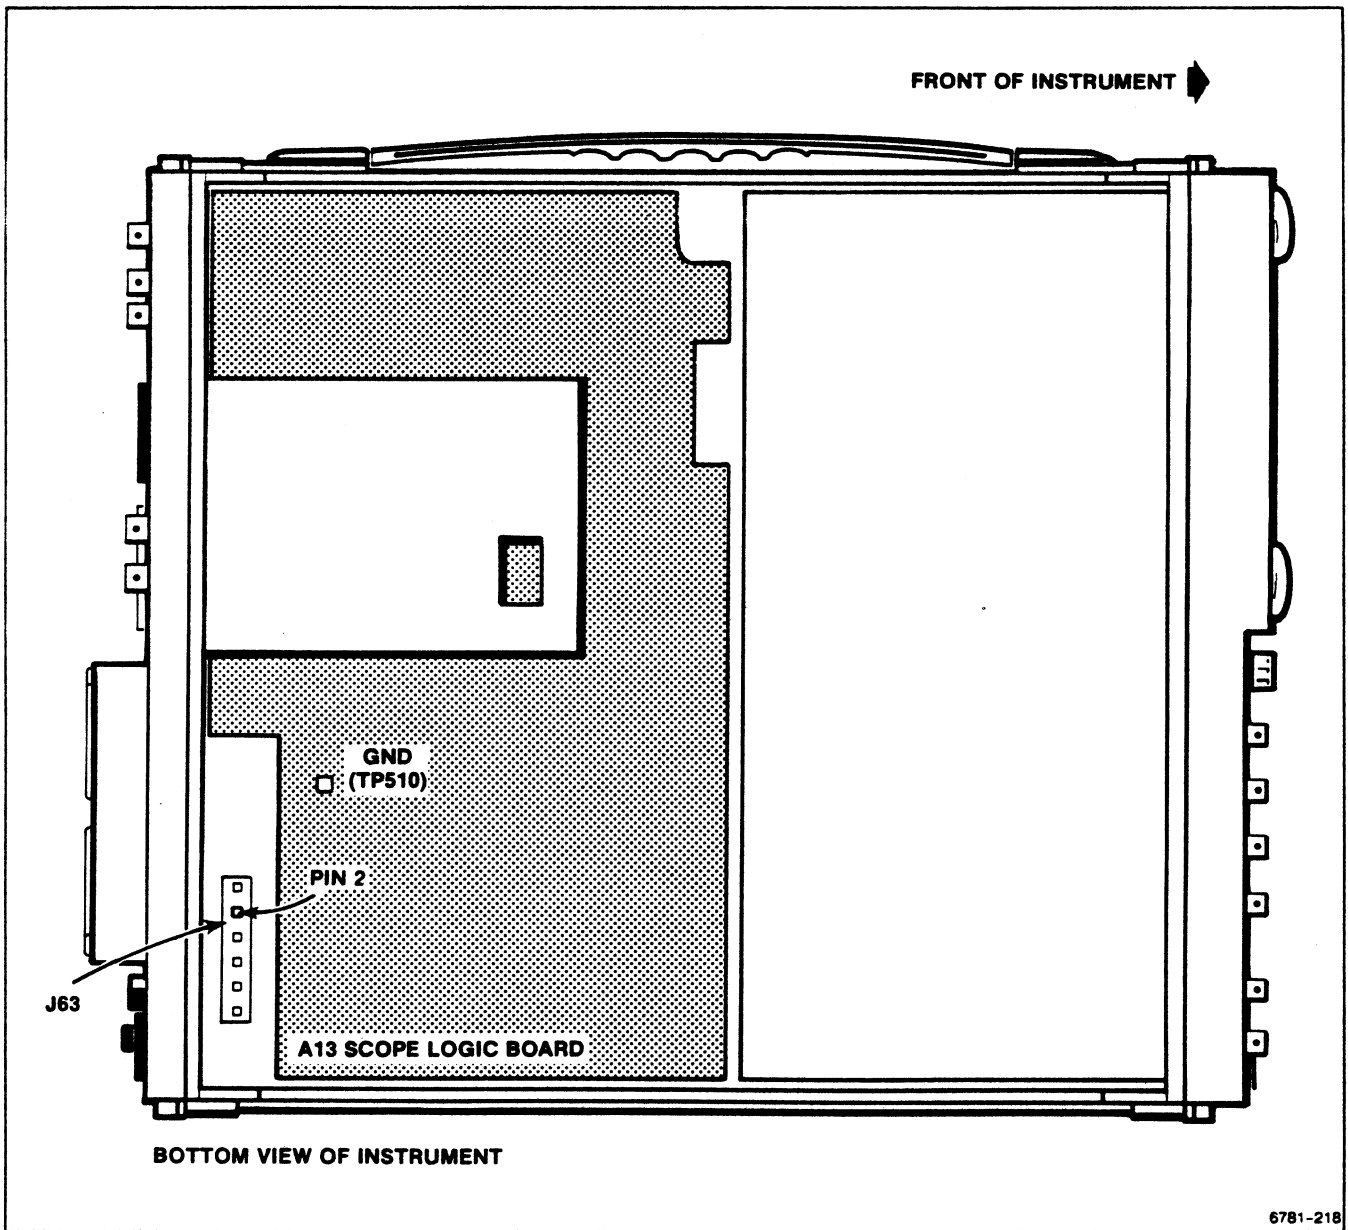 FRONT OF INSTRUMENT
GND
(TP510)
PIN 2
J63
A13 SCOPE LOGIC BOARD
BOTTOM VIEW OF INSTRUMENT
6781-218